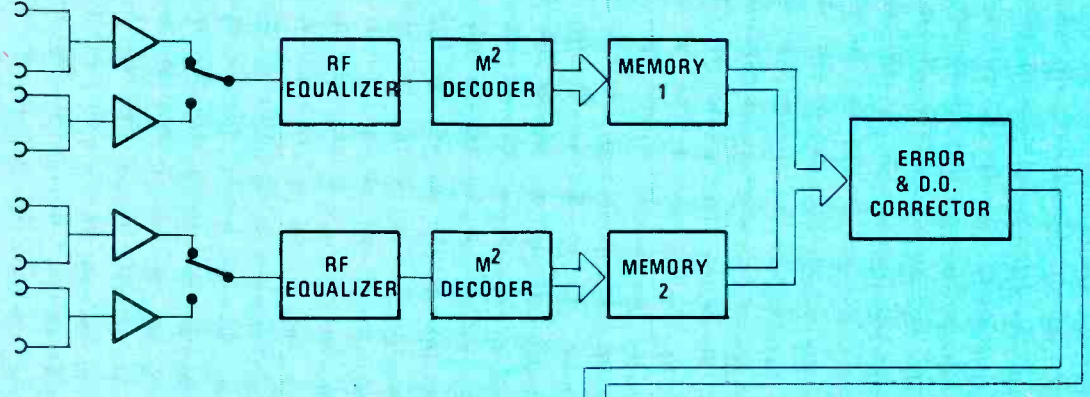 RF
EQUALIZER
M²
DECODER
MEMORY
1
ERROR
& D.O.
CORRECTOR
RF
EQUALIZER
M²
DECODER
MEMORY
2